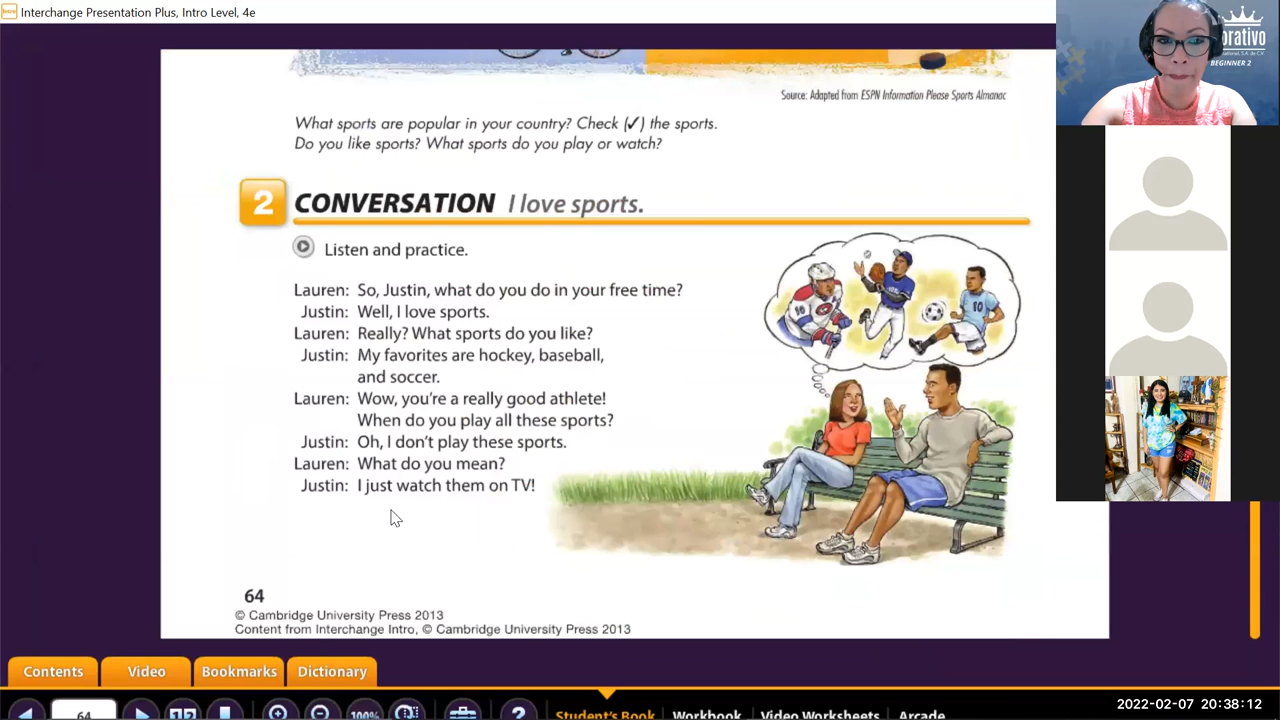 Interchange Presentation Plus, Intro Level, 4e
orativo
BEGINNER 2
Source: Adapted from ESPN Information Please Sports Almanac
What sports are popular in your country? Check (✓) the sports.
Do you like sports? What sports do you play or watch?
2 CONVERSATION I love sports.
Listen and practice.
Lauren: So, Justin, what do you do in your free time?
Justin: Well, I love sports.
Lauren: Really? What sports do you like?
Justin: My favorites are hockey, baseball,
and soccer.
Lauren: Wow, you're a really good athlete!
When do you play all these sports?
Justin: Oh, I don't play these sports.
Lauren: What do you mean?
Justin: I just watch them on TV!
10
64
© Cambridge University Press 2013
Content from Interchange Intro, © Cambridge University Press 2013
Contents Video Bookmarks Dictionary
64 100% ? Student's Book Workbook Video Worksheets Arcade
2022-02-07 20:38:12